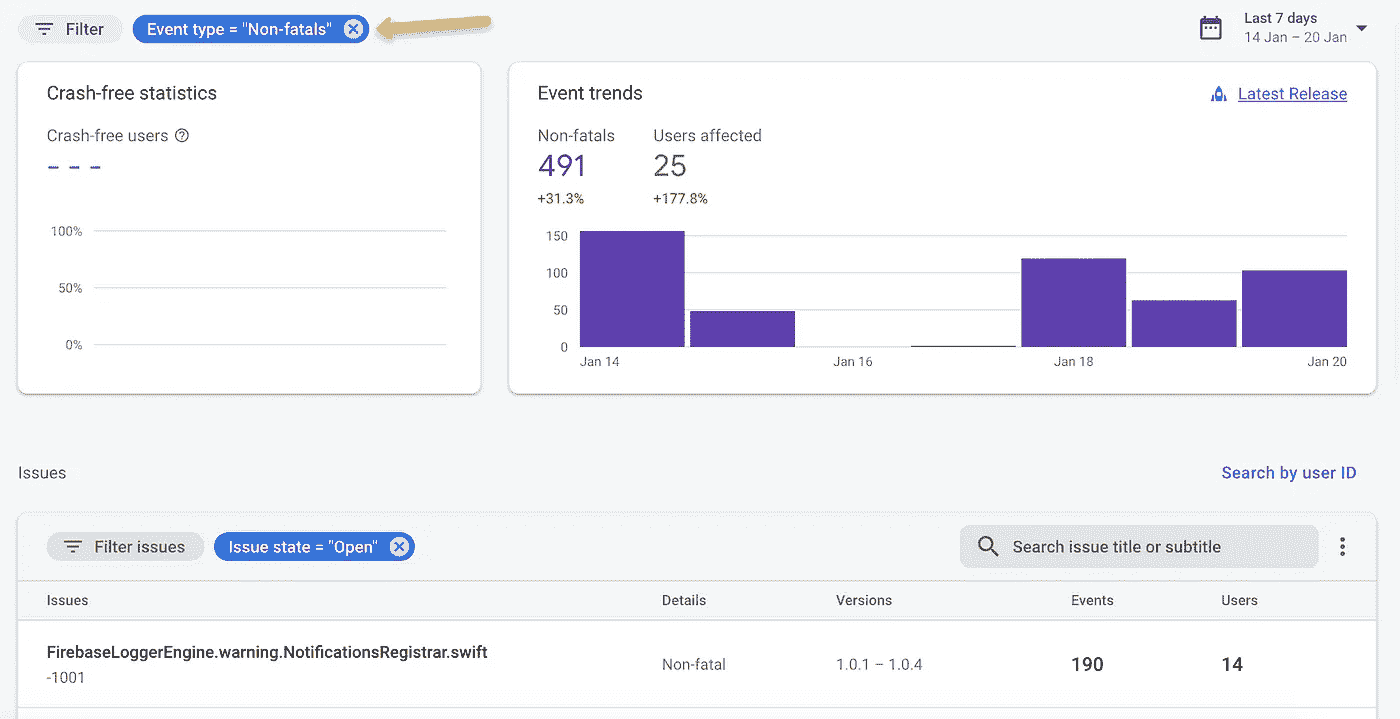 Filter
Event type = "Non-fatals"
Last 7 days
14 Jan – 20 Jan
Crash-free statistics
Crash-free users
100%
50%
0%
Event trends
Latest Release
Non-fatals Users affected
491 25
+31.3% +177.8%
150
100
50
0
Jan 14 Jan 16 Jan 18 Jan 20
Issues
Search by user ID
Filter issues
Issue state = "Open"
Search issue title or subtitle
Issues Details Versions Events Users
FirebaseLoggerEngine.warning.NotificationsRegistrar.swift
-1001
Non-fatal 1.0.1 – 1.0.4 190 14